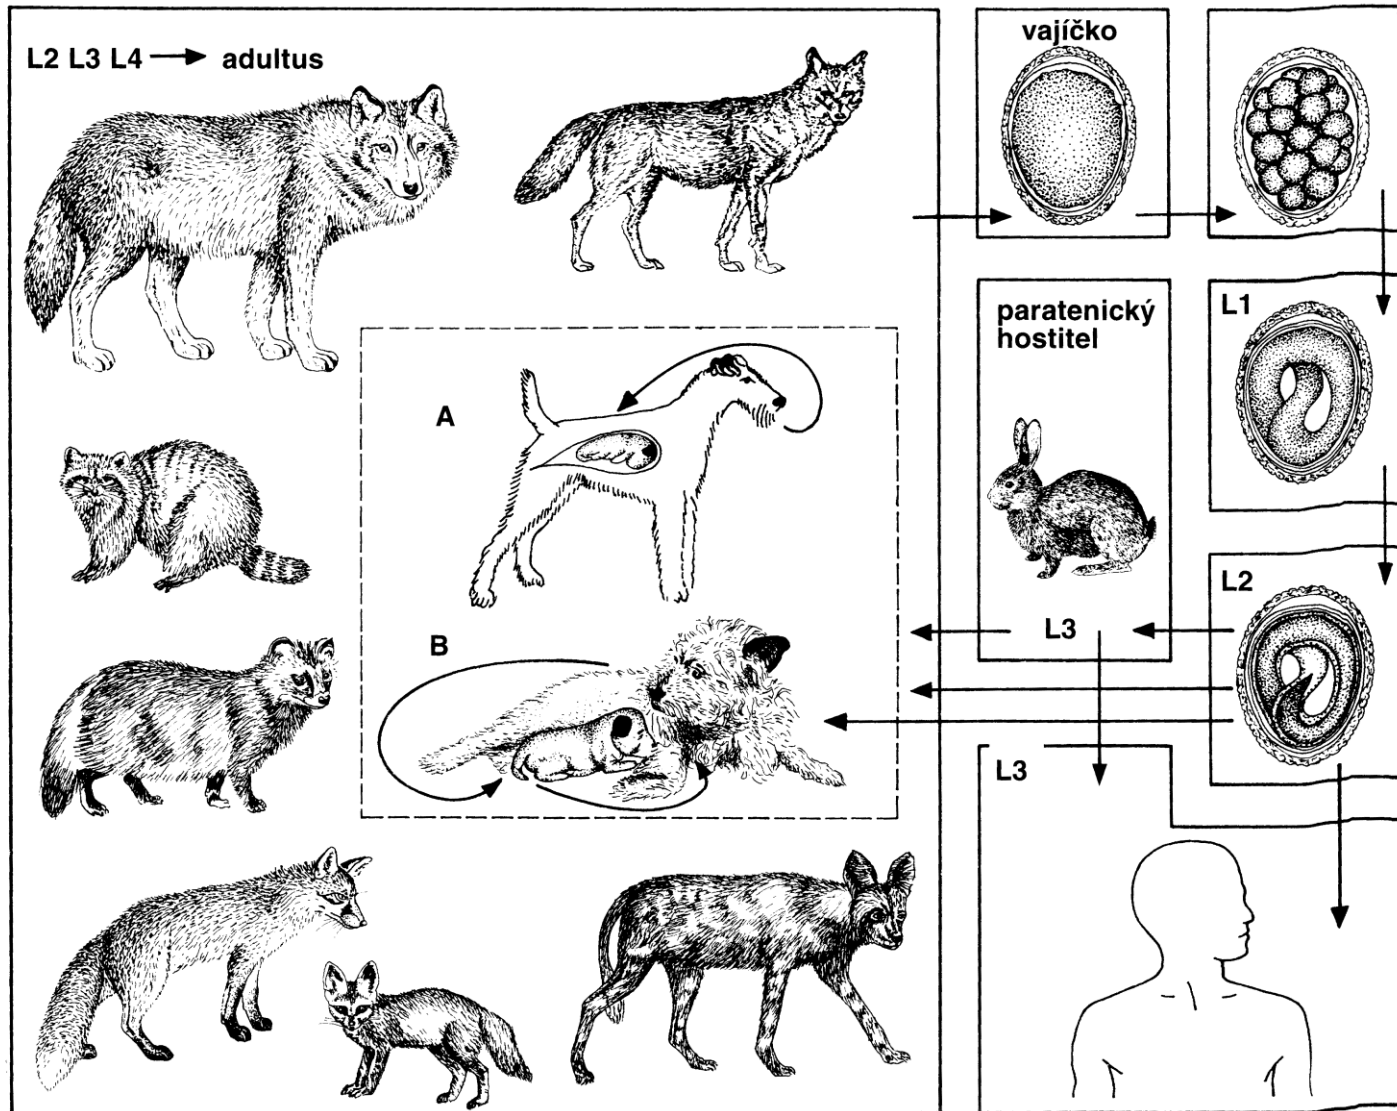 L2 L3 L4 → adultus
vajíčko
paratenický
hostitel
L1
A
L2
L3
B
L3